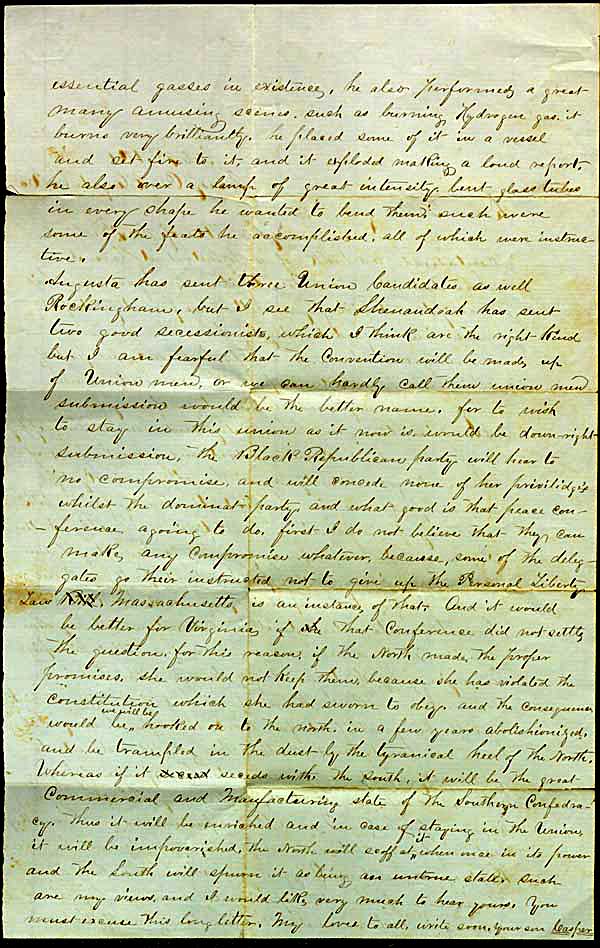 essential gasses in existence, he also performed, a great
many amusing scenes, such as burning Hydrogen gas. it
burns very brilliantly. he placed some of it in a vessel
and set fire to it, and it exploded making a loud report.
he also over a lamp of great intensity, bent glass tubes
in every shape he wanted to bend them, such were
some of the feats he accomplished, all of which were instruc-
tive.
Augusta has sent three Union Candidates as well
Rockingham, but I see that Shenandoah has sent
two good secessionists, which I think are the right kind
but I am fearful that the Convention will be made, up
of Union men, or we can hardly call them union men
submission would be the better name, for to wish
to stay in this union as it now is, would be down-right
submission, the Black Republican party will hear to
no compromise, and will concede none of her privilidgis
whilst the dominat party, and what good is that peace con-
ference, agoing to do, first I do not believe that they can
make, any compromise whatever, becausse, some of the dele-
gates go their instructed not to give up the Personal Liberty
Law Massachusetts, is an instance, of that. And it would
be better for Virginia, if that Conference did not settle,
the question, for this reason, if the North made, the proper
promises, she would not keep them, because she has violated the
Constitution which she had sworn to obey. and the consequence
would be, we will be hooked on to the north, in a few years abolishionized,
and be trampled in the dust by the tyranical heel of the North.
Whereas if it seceeds with the South, it will be the great
Commercial and Manufacturing state of the Southern Confedra-
cy. thus it will be enriched and in case of staying in the Union,
it will be impoverished, the North will scoff at it, when once in its power
and the South will spurn it as being an untrue state, such
are my views, and it would like, very much to hear yours. You
must excuse this long letter. My love to all, write soon, your son Casper